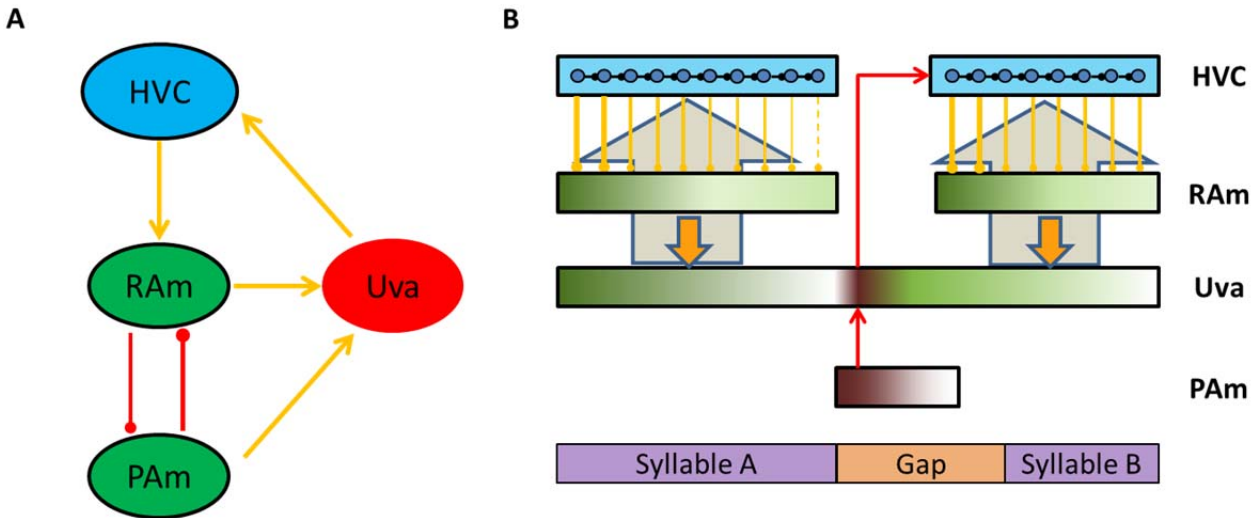 A
HVC
RAm
Uva
PAm
B
HVC
RAm
Uva
PAm
Syllable A Gap Syllable B